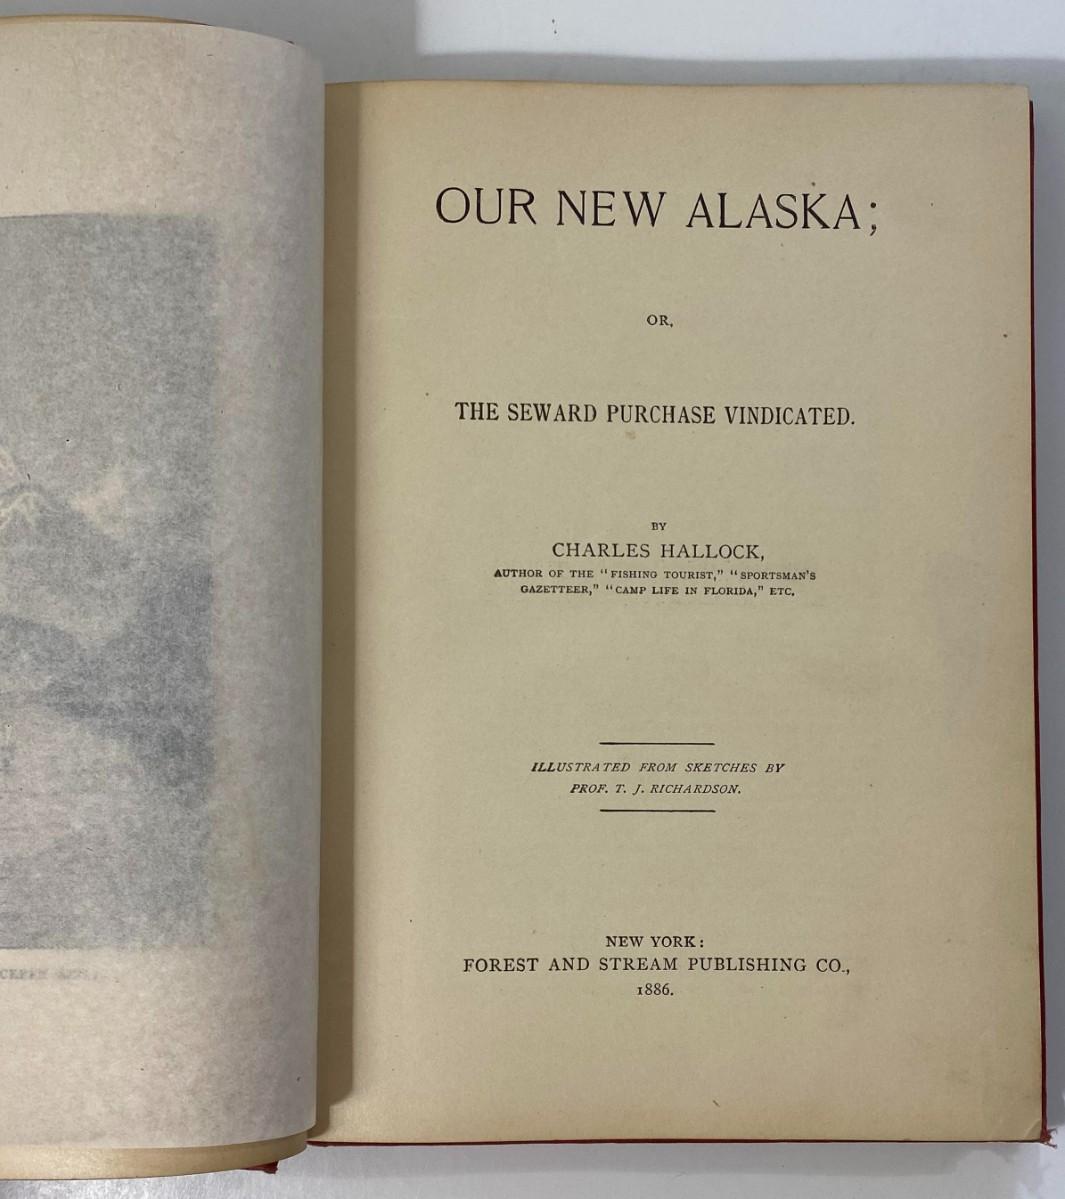 OUR NEW ALASKA;
OR,
THE SEWARD PURCHASE VINDICATED.
BY
CHARLES HALLOCK,
AUTHOR OF THE "FISHING TOURIST," "SPORTSMAN'S
GAZETTEER," "CAMP LIFE IN FLORIDA," ETC.
ILLUSTRATED FROM SKETCHES BY
PROF. T. J. RICHARDSON.
NEW YORK:
FOREST AND STREAM PUBLISHING CO.,
1886.